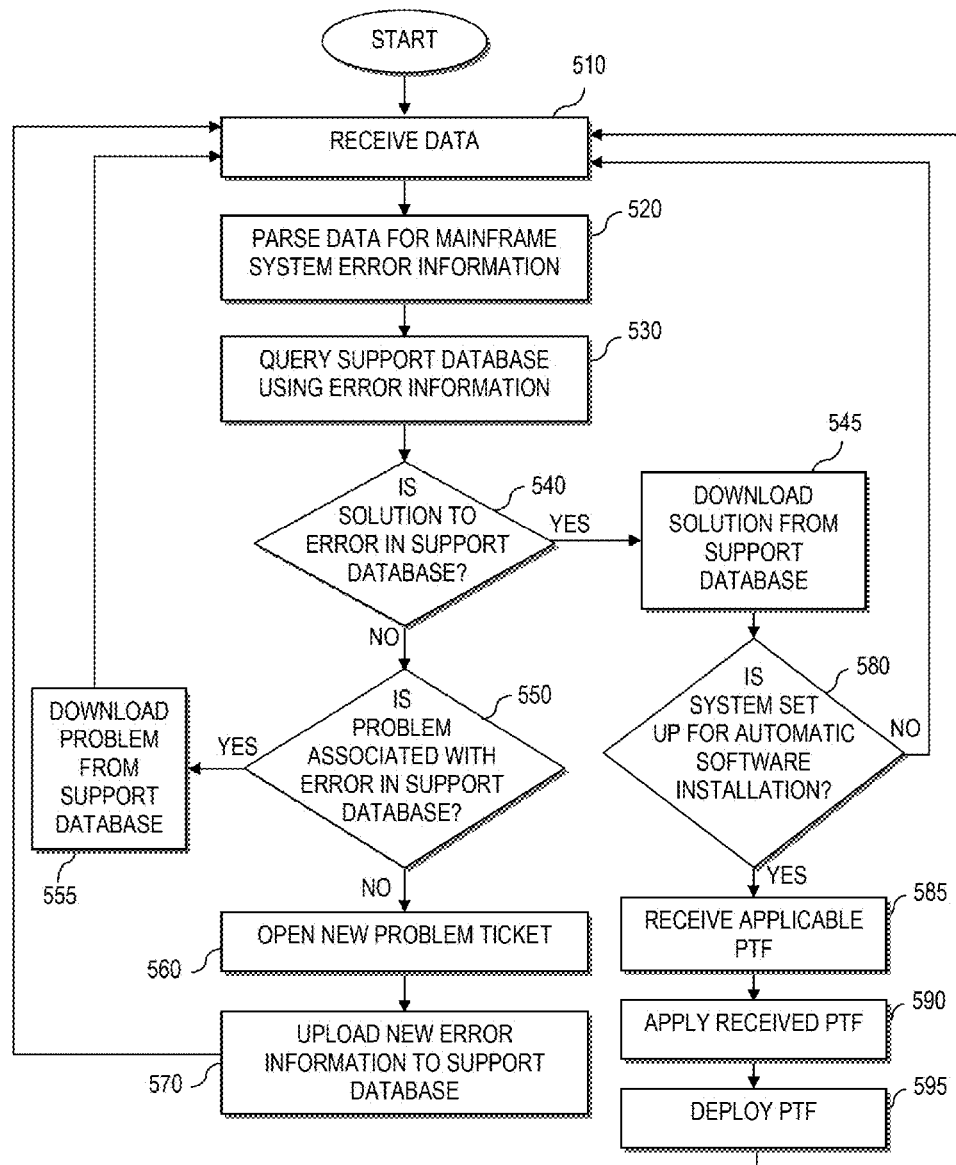 START
510
RECEIVE DATA
520
PARSE DATA FOR MAINFRAME
SYSTEM ERROR INFORMATION
530
QUERY SUPPORT DATABASE
USING ERROR INFORMATION
540
IS
SOLUTION TO
ERROR IN SUPPORT
DATABASE?
YES
NO
545
DOWNLOAD
SOLUTION FROM
SUPPORT
DATABASE
550
IS
PROBLEM
ASSOCIATED WITH
ERROR IN SUPPORT
DATABASE?
YES
NO
DOWNLOAD
PROBLEM
FROM
SUPPORT
DATABASE
555
580
IS
SYSTEM SET
UP FOR AUTOMATIC
SOFTWARE
INSTALLATION?
NO
YES
OPEN NEW PROBLEM TICKET
560
UPLOAD NEW ERROR
INFORMATION TO SUPPORT
DATABASE
570
585
RECEIVE APPLICABLE
PTF
590
APPLY RECEIVED PTF
595
DEPLOY PTF